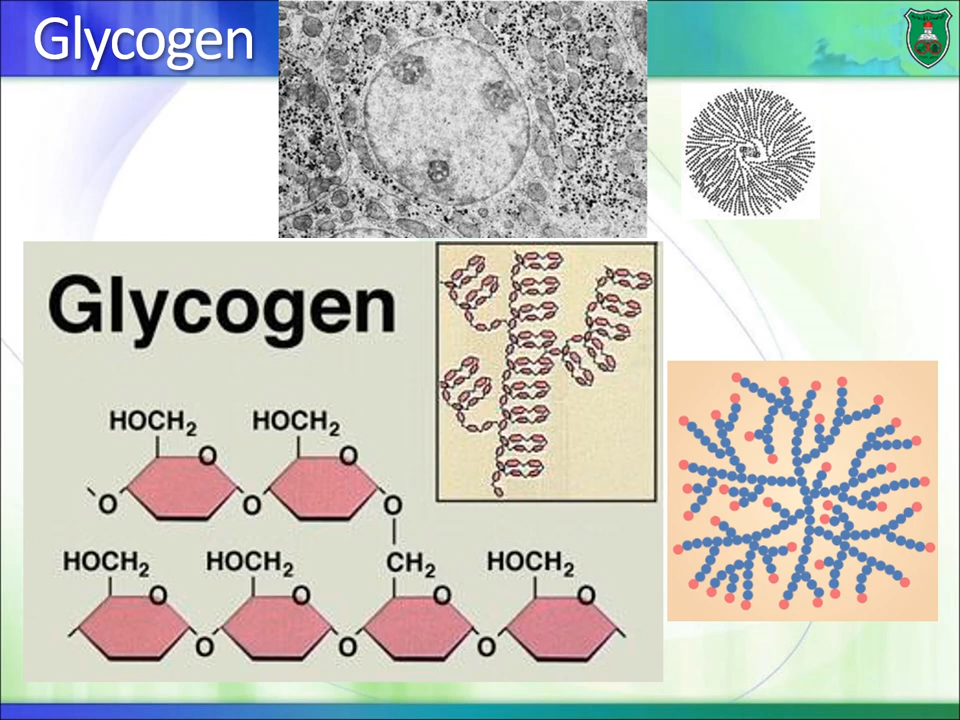 Glycogen
Glycogen
HOCH2 HOCH2
O O
O O O
HOCH2 HOCH2 CH2 HOCH2
O O O O
O O O